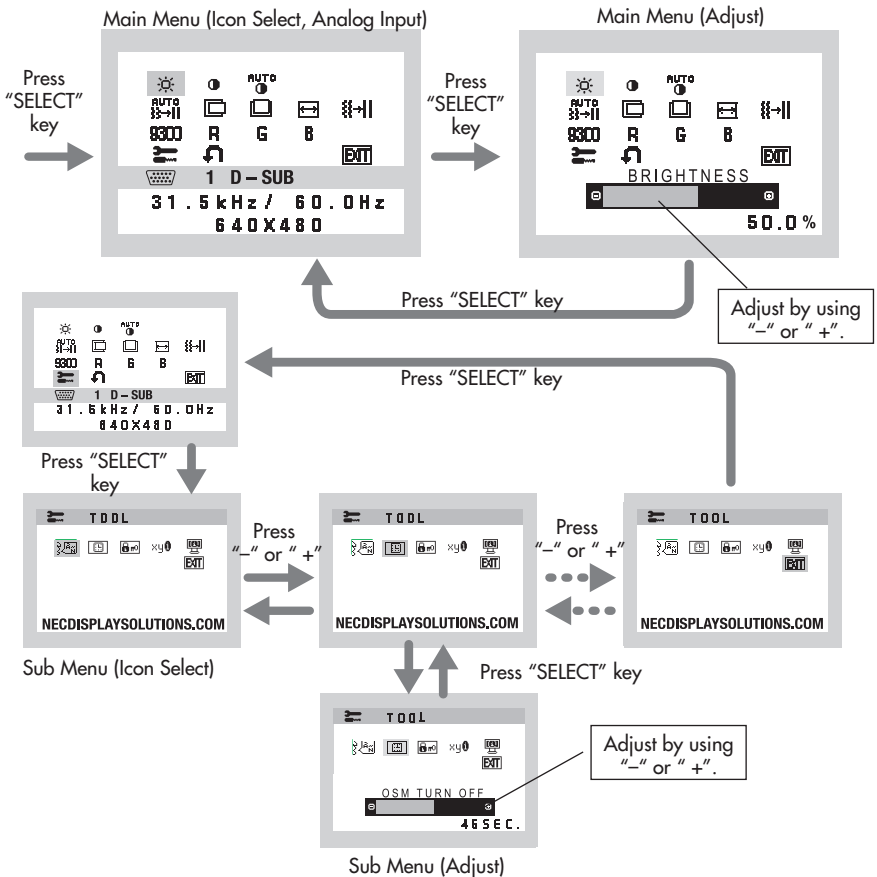 Main Menu (Icon Select, Analog Input)
Main Menu (Adjust)
Press
"SELECT"
key
AUTO
AUTO
9300 R G B
EXIT
1 D–SUB
31.5kHz/ 60.0Hz
640X480
Press
"SELECT"
key
AUTO
AUTO
9300 R G B
EXIT
BRIGHTNESS
50.0%
Press "SELECT" key
Adjust by using
"–" or " +".
AUTO
AUTO
9300 R G B
EXIT
1 D–SUB
31.5kHz/ 60.0Hz
640X480
Press "SELECT" key
Press "SELECT"
key
TOOL
xy0
EXIT
NECDISPLAYSOLUTIONS.COM
Press
"–" or " +"
TOOL
xy0
EXIT
NECDISPLAYSOLUTIONS.COM
Press
"–" or " +"
TOOL
xy0
EXIT
NECDISPLAYSOLUTIONS.COM
Sub Menu (Icon Select)
Press "SELECT" key
TOOL
xy0
EXIT
OSM TURN OFF
45SEC.
Adjust by using
"–" or " +".
Sub Menu (Adjust)